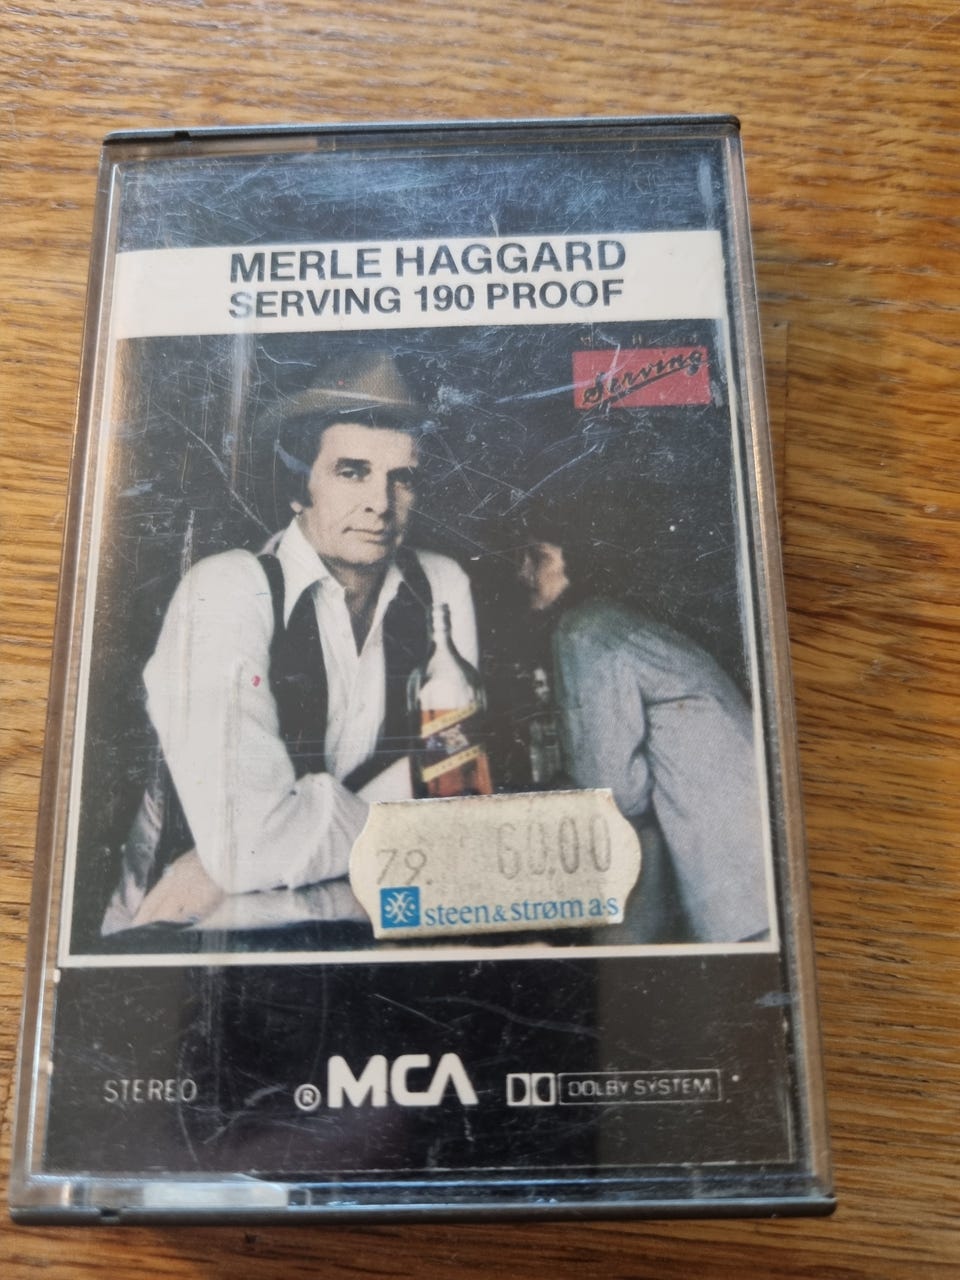 MERLE HAGGARD
SERVING 190 PROOF
Serving
79. 60.00
steen & strøm a·s
STEREO ® MCA DOLBY SYSTEM